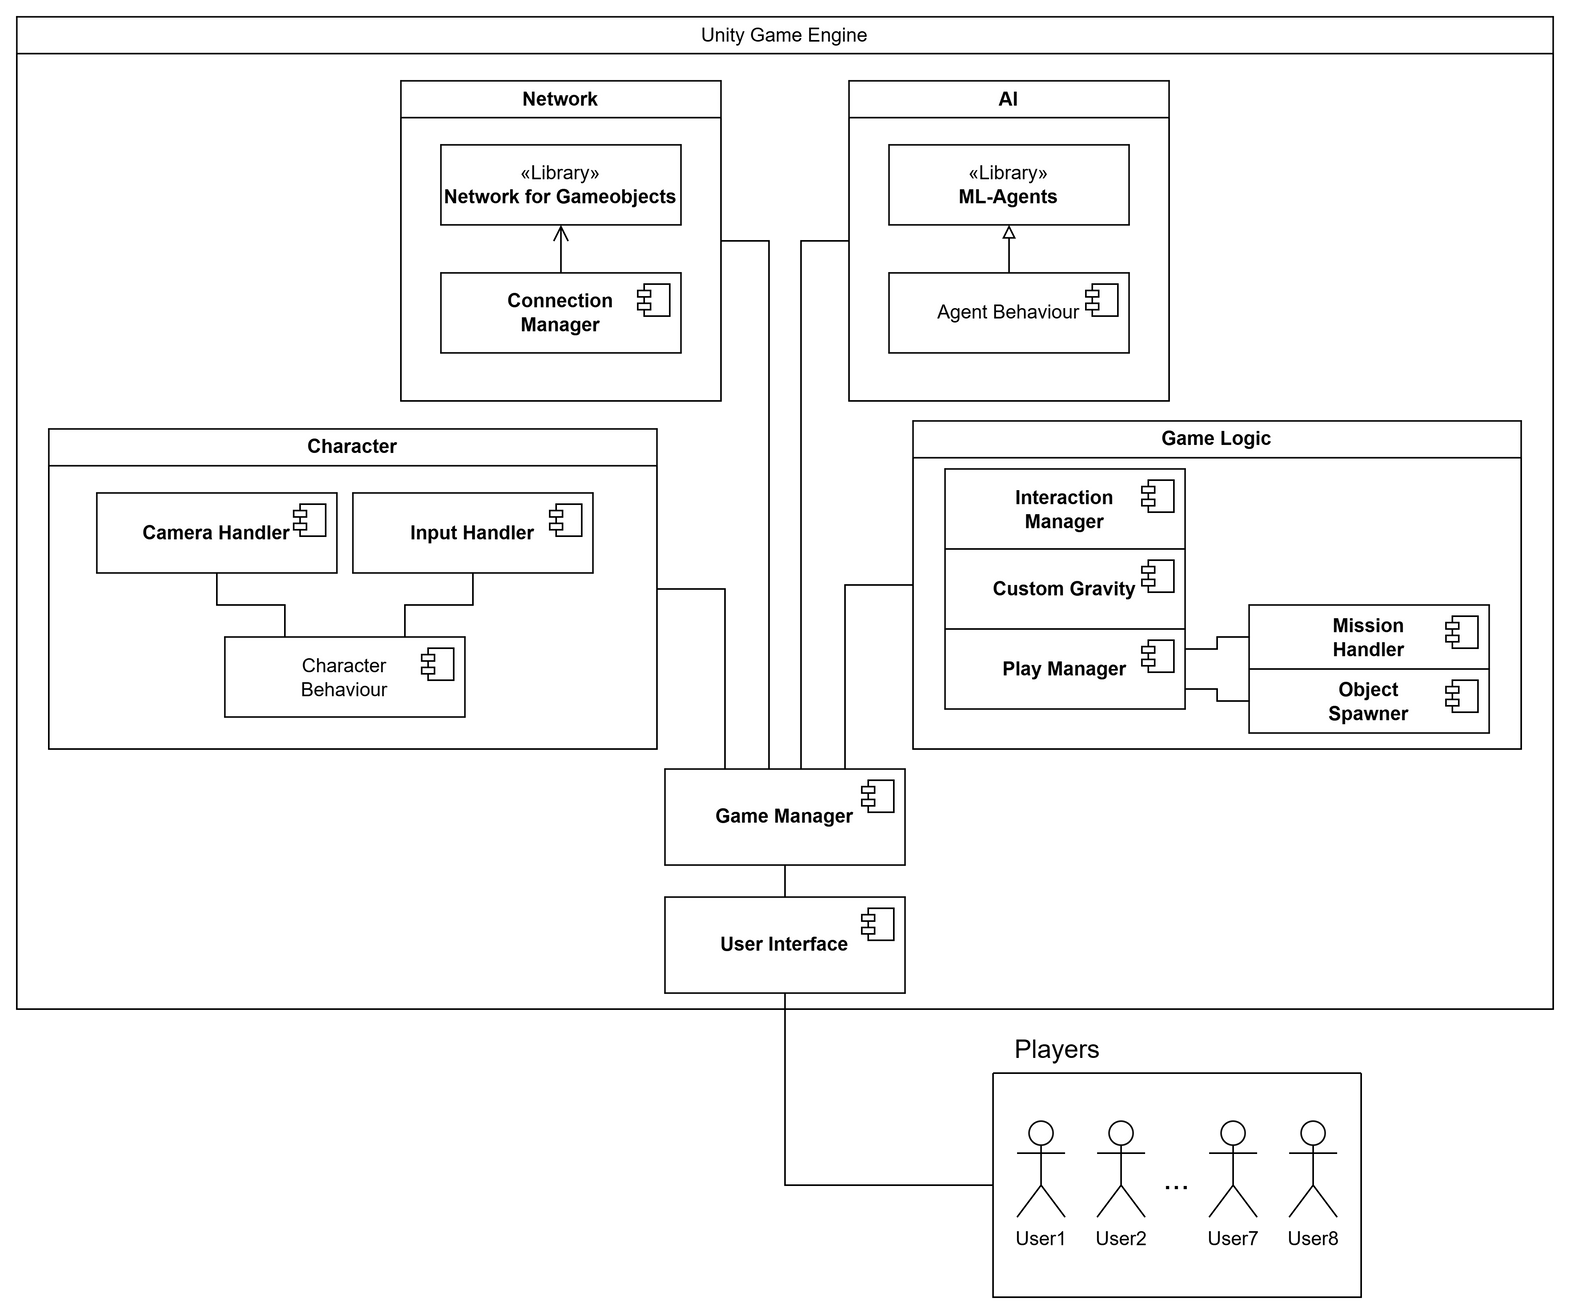 Unity Game Engine
Network
«Library»
Network for Gameobjects
Connection
Manager
AI
«Library»
ML-Agents
Agent Behaviour
Character
Camera Handler
Input Handler
Character
Behaviour
Game Logic
Interaction
Manager
Custom Gravity
Play Manager
Mission
Handler
Object
Spawner
Game Manager
User Interface
Players
...
User1
User2
User7
User8